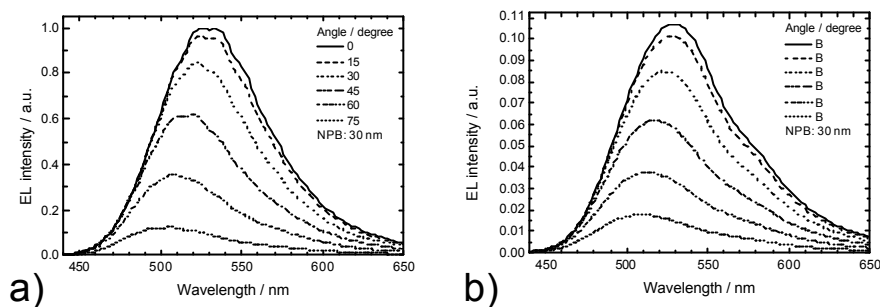 Angle / degree
0
15
30
45
60
75
NPB: 30 nm
EL intensity / a.u.
1.0
0.8
0.6
0.4
0.2
0.0
450 500 550 600 650
Wavelength / nm
a)
Angle / degree
B
B
B
B
B
B
NPB: 30 nm
EL intensity / a.u.
0.11
0.10
0.09
0.08
0.07
0.06
0.05
0.04
0.03
0.02
0.01
0.00
450 500 550 600 650
Wavelength / nm
b)